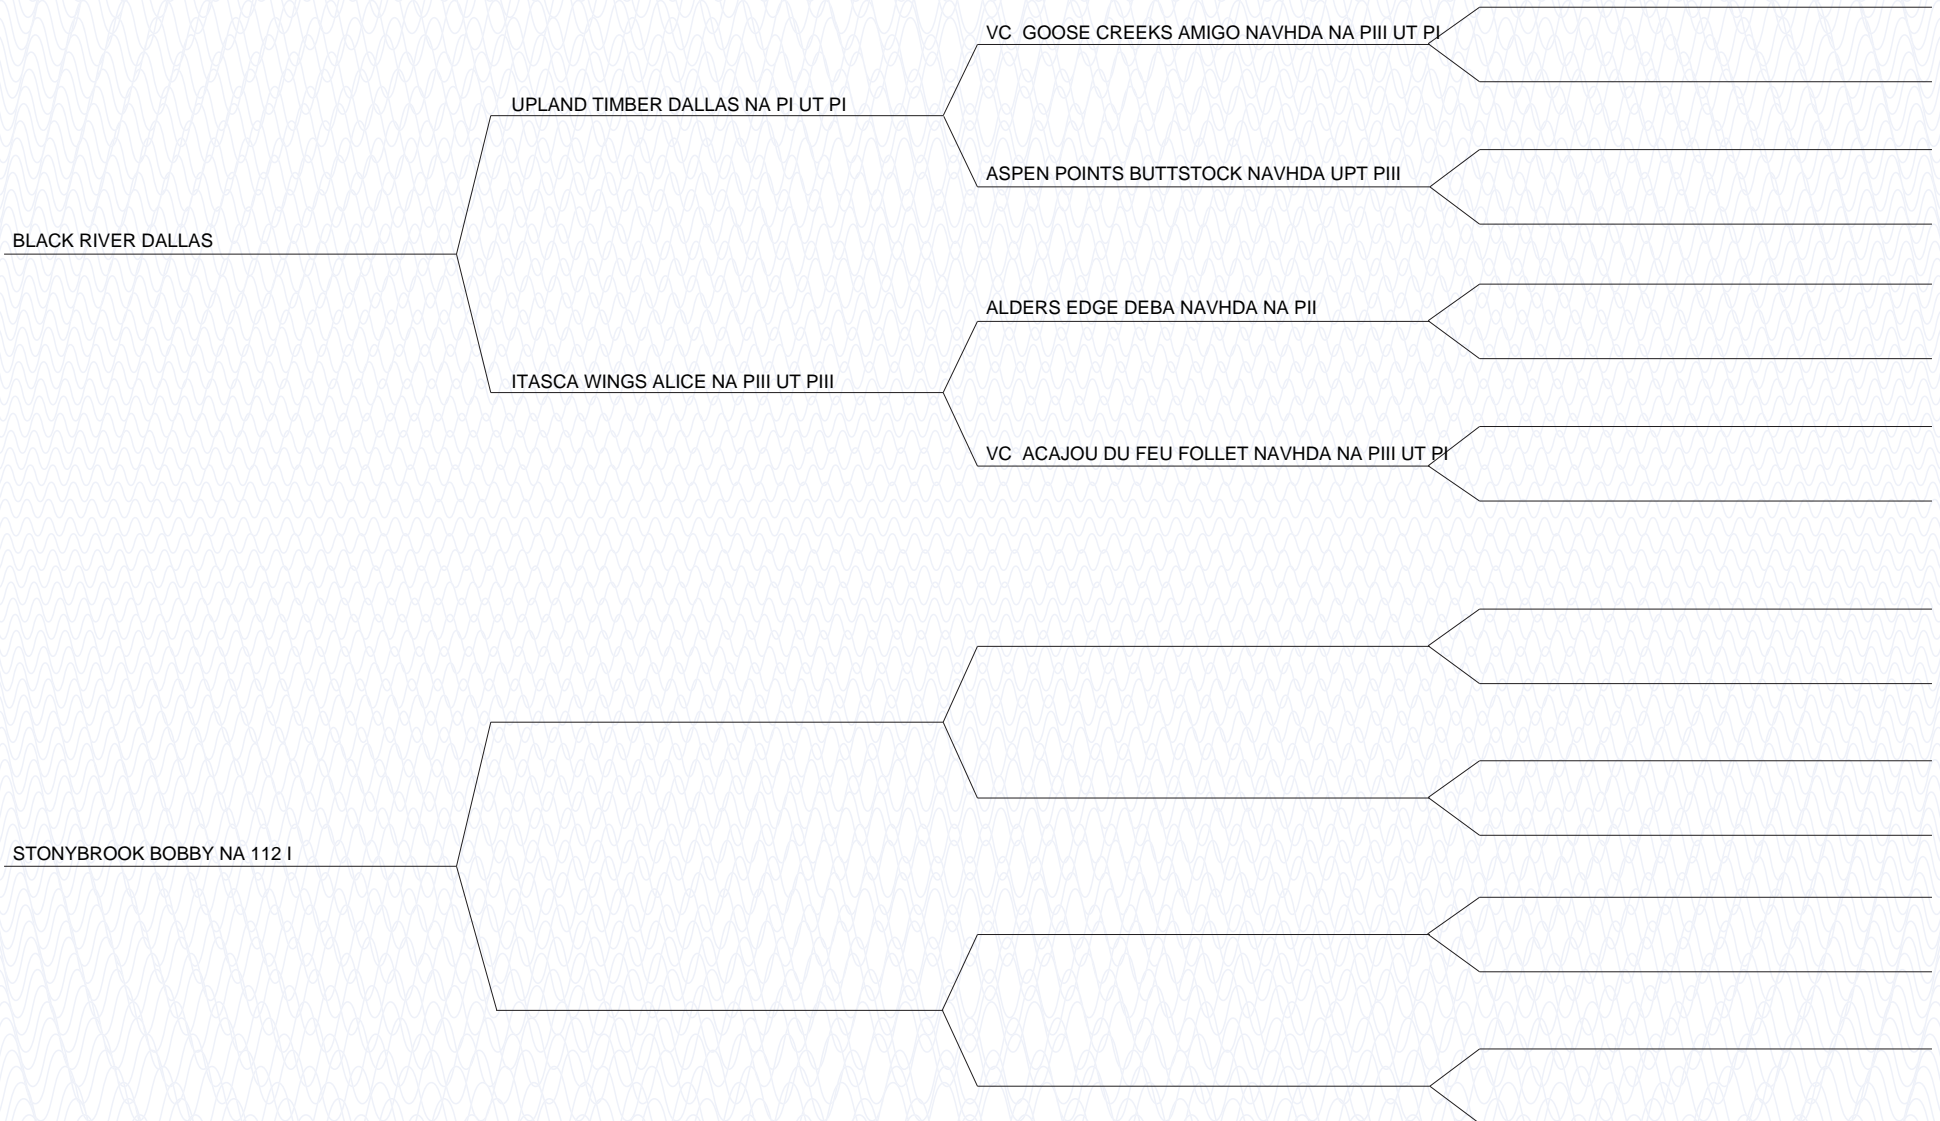 VC  GOOSE CREEKS AMIGO NAVHDA NA PIII UT PI
UPLAND TIMBER DALLAS NA PI UT PI
ASPEN POINTS BUTTSTOCK NAVHDA UPT PIII
BLACK RIVER DALLAS
ALDERS EDGE DEBA NAVHDA NA PII
ITASCA WINGS ALICE NA PIII UT PIII
VC  ACAJOU DU FEU FOLLET NAVHDA NA PIII UT PI
STONYBROOK BOBBY NA 112 I